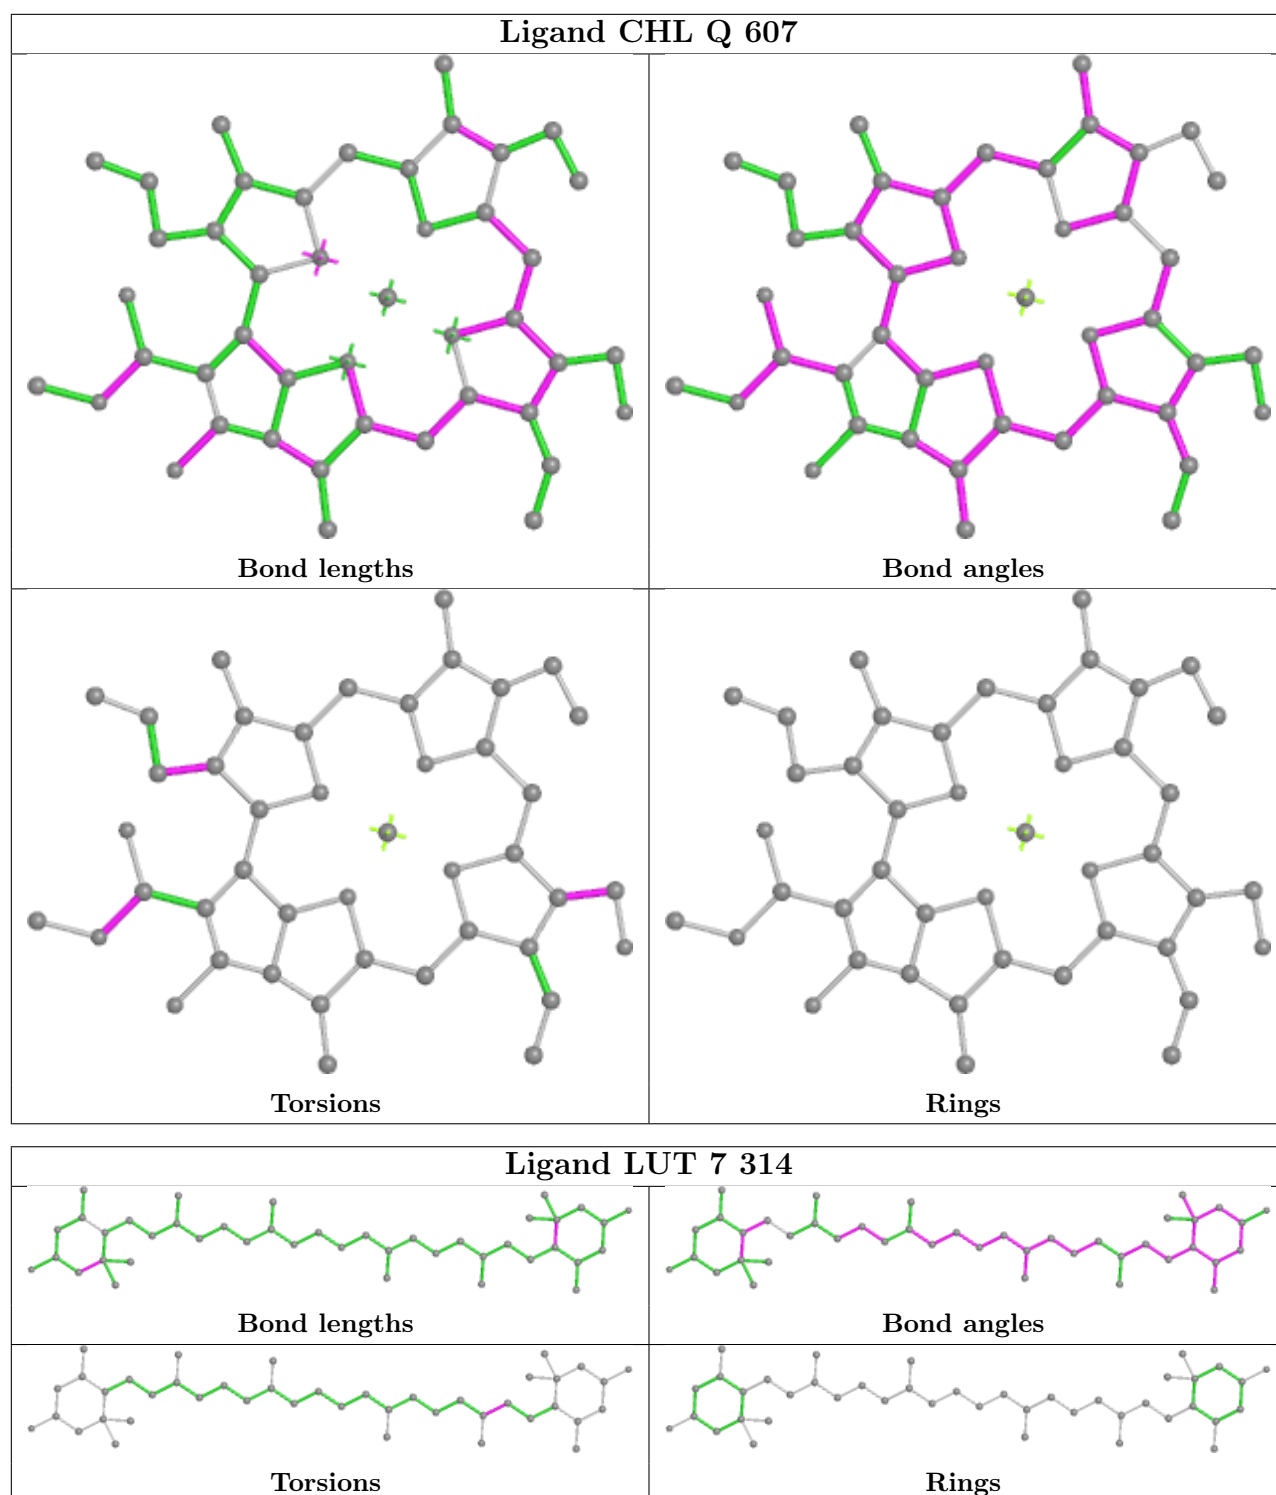 Ligand CHL Q 607
Bond lengths
Bond angles
Torsions
Rings
Ligand LUT 7 314
Bond lengths
Bond angles
Torsions
Rings